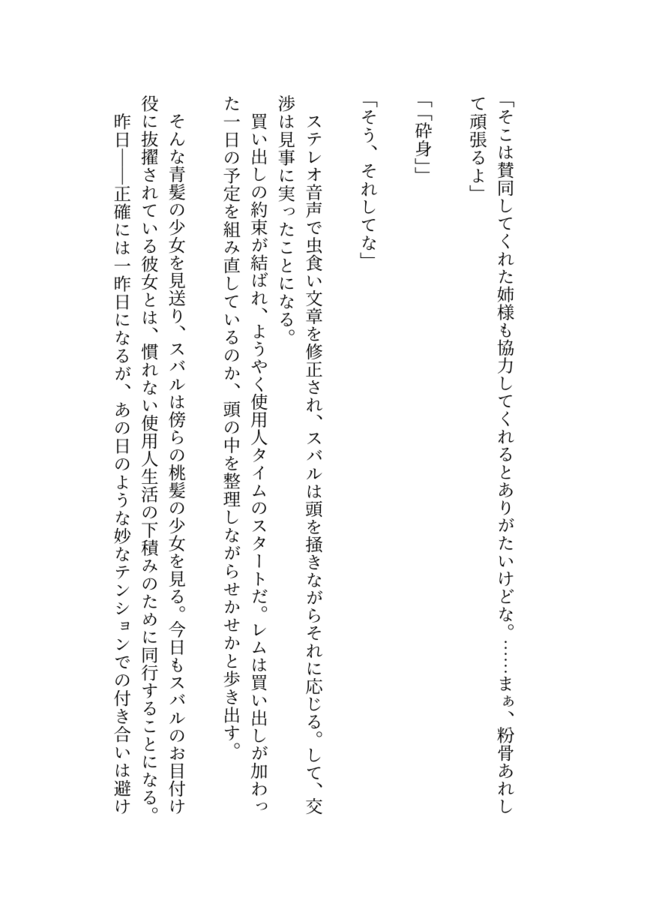 「そこは賛同してくれた姉様も協力してくれるとありがたいけどな。……まぁ、粉骨あれし
て頑張るよ」
「「砕身」」
「そう、それしてな」
ステレオ音声で虫食い文章を修正され、スバルは頭を掻きながらそれに応じる。して、交
渉は見事に実ったことになる。
買い出しの約束が結ばれ、ようやく使用人タイムのスタートだ。レムは買い出しが加わっ
た一日の予定を組み直しているのか、頭の中を整理しながらせかせかと歩き出す。
そんな青髪の少女を見送り、スバルは傍らの桃髪の少女を見る。今日もスバルのお目付け
役に抜擢されている彼女とは、慣れない使用人生活の下積みのために同行することになる。
昨日――正確には一昨日になるが、あの日のような妙なテンションでの付き合いは避け